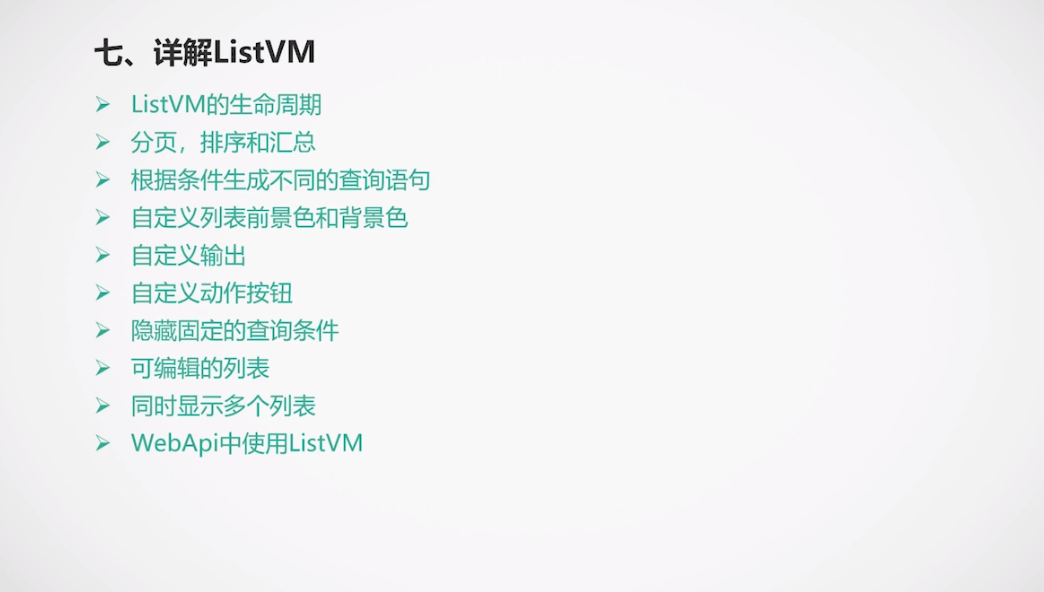 七、详解ListVM
ListVM的生命周期
分页，排序和汇总
根据条件生成不同的查询语句
自定义列表前景色和背景色
自定义输出
自定义动作按钮
隐藏固定的查询条件
可编辑的列表
同时显示多个列表
WebApi中使用ListVM